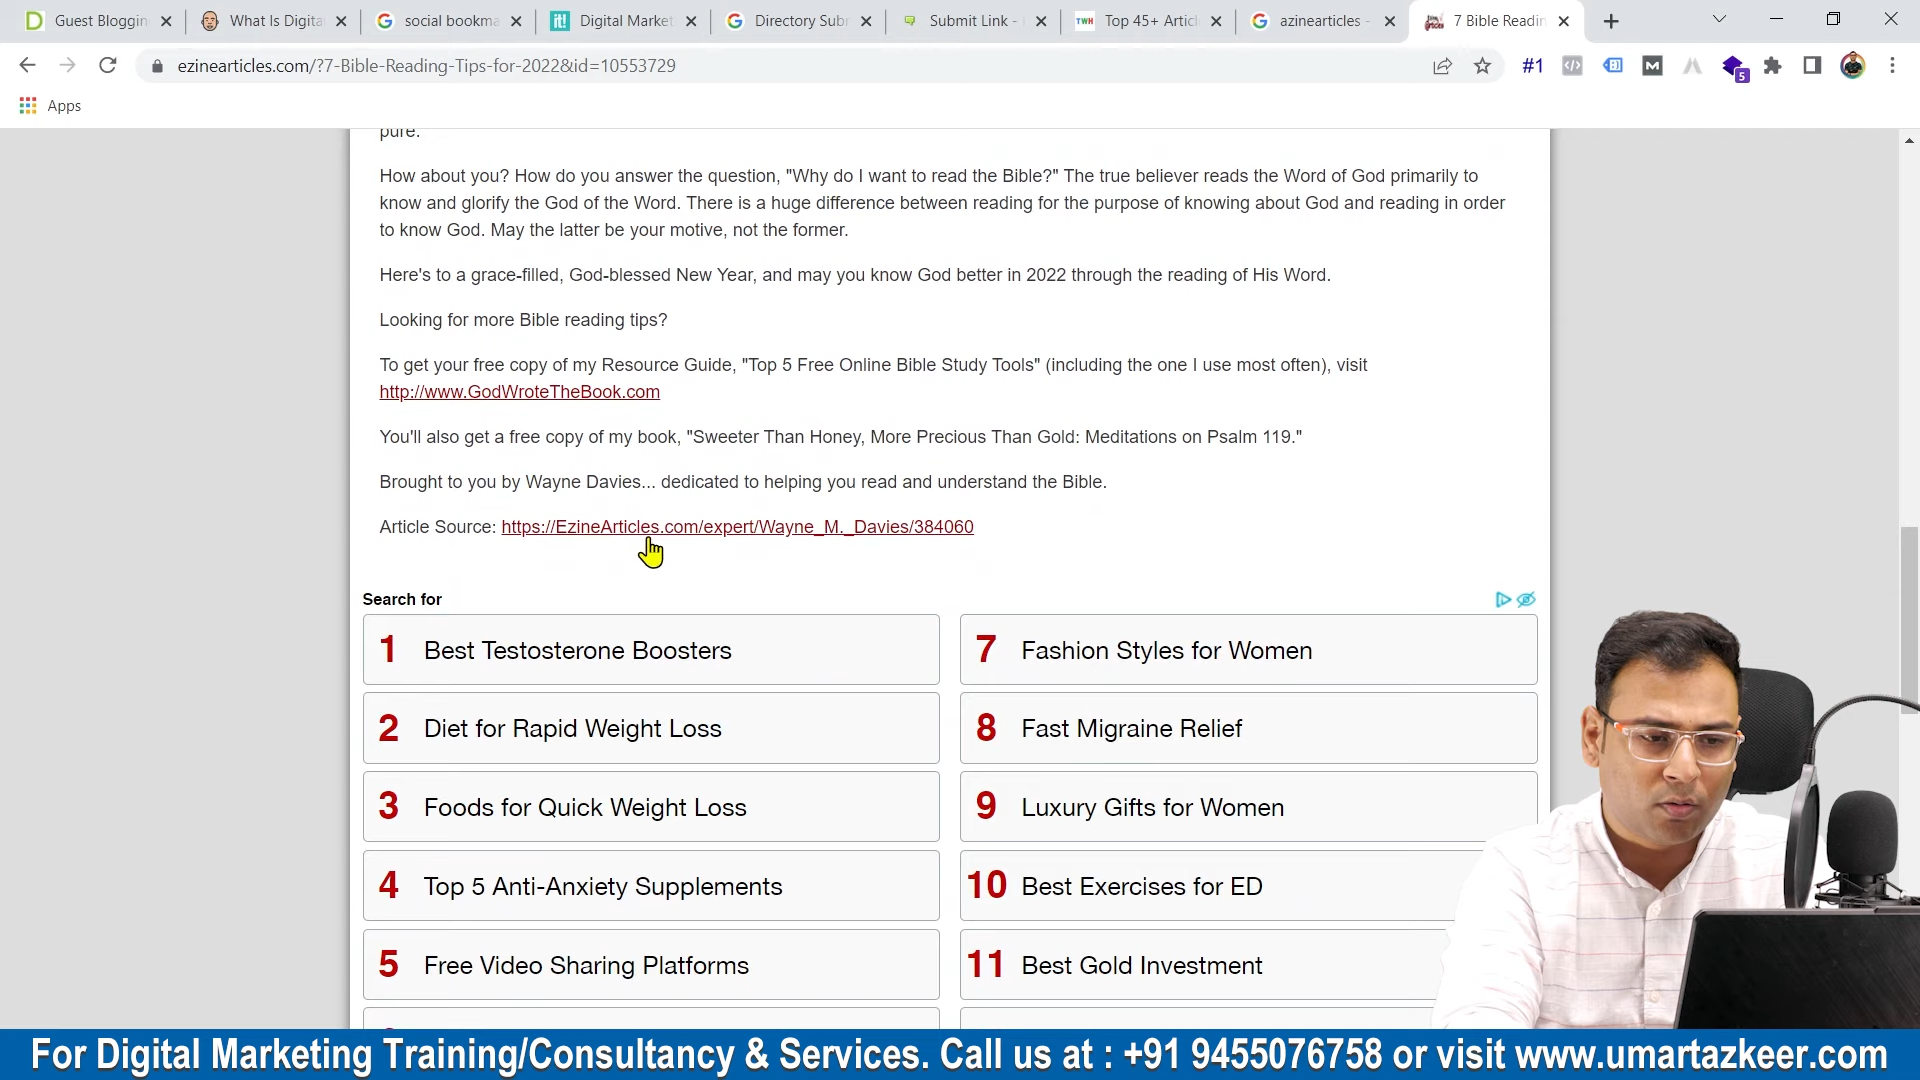 Guest Bloggin
What Is Digita
social bookma
Digital Market
Directory Sub
Submit Link -
TWH
Top 45+ Articl
azinearticles -
7 Bible Readin
ezinearticles.com/?7-Bible-Reading-Tips-for-2022&id=10553729
#1
5
Apps
pure.
How about you? How do you answer the question, "Why do I want to read the Bible?" The true believer reads the Word of God primarily to
know and glorify the God of the Word. There is a huge difference between reading for the purpose of knowing about God and reading in order
to know God. May the latter be your motive, not the former.
Here's to a grace-filled, God-blessed New Year, and may you know God better in 2022 through the reading of His Word.
Looking for more Bible reading tips?
To get your free copy of my Resource Guide, "Top 5 Free Online Bible Study Tools" (including the one I use most often), visit
http://www.GodWroteTheBook.com
You'll also get a free copy of my book, "Sweeter Than Honey, More Precious Than Gold: Meditations on Psalm 119."
Brought to you by Wayne Davies... dedicated to helping you read and understand the Bible.
Article Source: https://EzineArticles.com/expert/Wayne_M._Davies/384060
Search for
1 Best Testosterone Boosters
7 Fashion Styles for Women
2 Diet for Rapid Weight Loss
8 Fast Migraine Relief
3 Foods for Quick Weight Loss
9 Luxury Gifts for Women
4 Top 5 Anti-Anxiety Supplements
10 Best Exercises for ED
5 Free Video Sharing Platforms
11 Best Gold Investment
For Digital Marketing Training/Consultancy & Services. Call us at : +91 9455076758 or visit www.umartazkeer.com